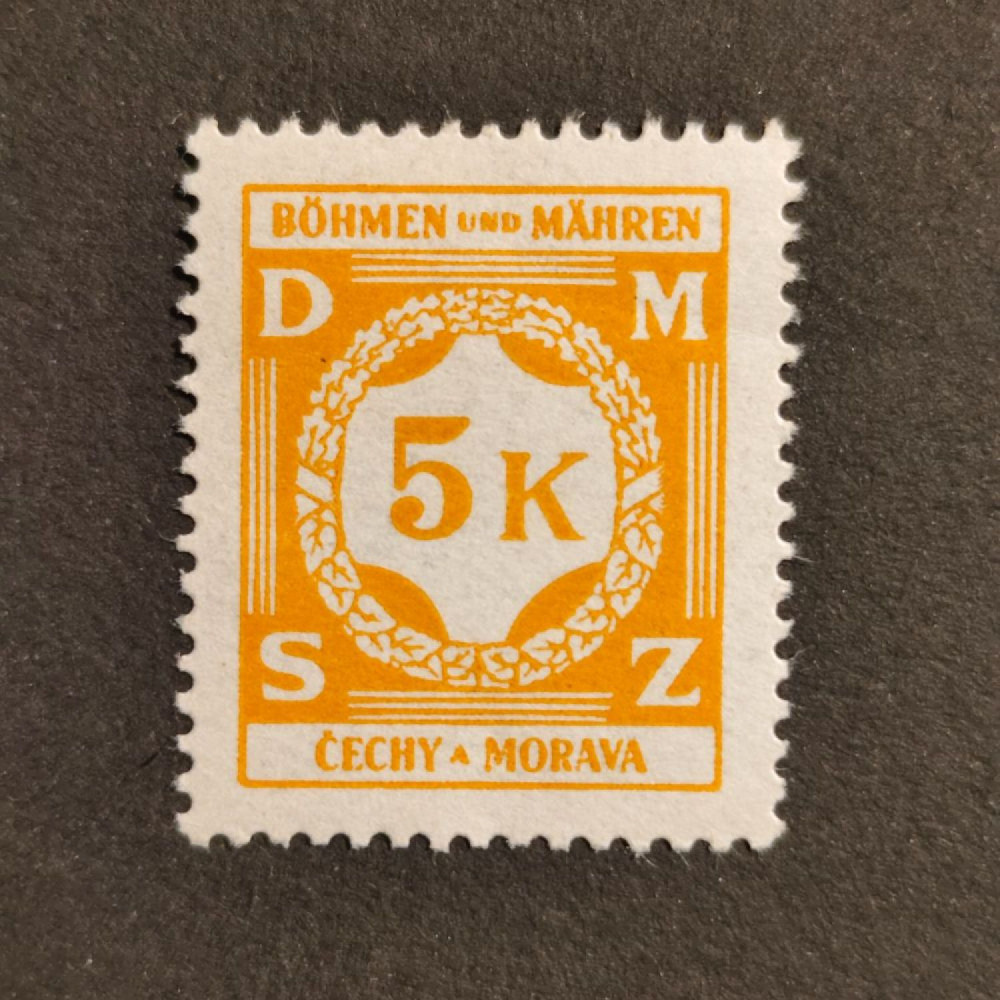 BÖHMEN UND MÄHREN
D M
5 K
S Z
ČECHY A MORAVA